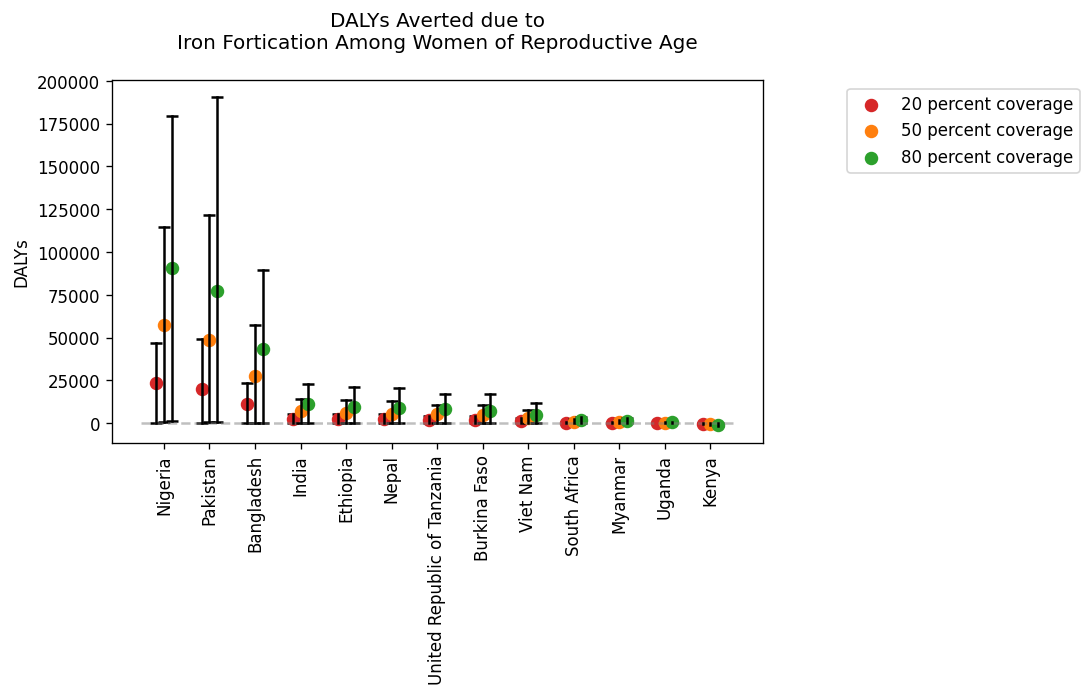 DALYs Averted due to
Iron Fortication Among Women of Reproductive Age
200000
175000
150000
125000
100000
75000
50000
25000
0
DALYs
20 percent coverage
50 percent coverage
80 percent coverage
Nigeria
Pakistan
Bangladesh
India
Ethiopia
Nepal
United Republic of Tanzania
Burkina Faso
Viet Nam
South Africa
Myanmar
Uganda
Kenya